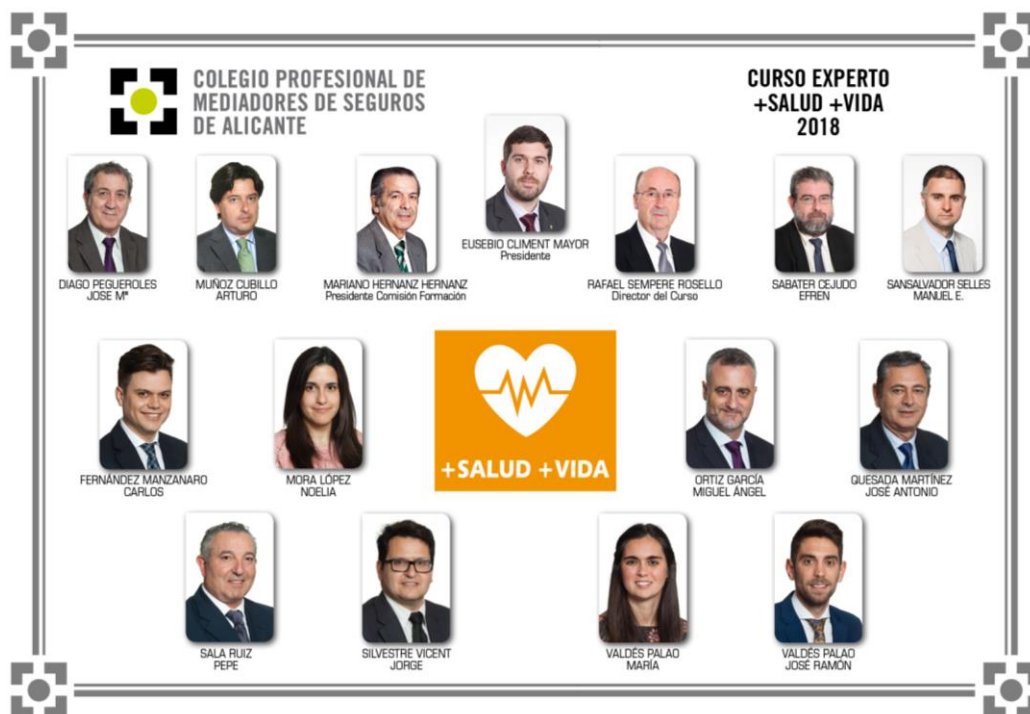 COLEGIO PROFESIONAL DE
MEDIADORES DE SEGUROS
DE ALICANTE
CURSO EXPERTO
+SALUD +VIDA
2018
EUSEBIO CLIMENT MAYOR
Presidente
DIAGO PEGUEROLES
JOSE Mª
MUÑOZ CUBILLO
ARTURO
MARIANO HERNANZ HERNANZ
Presidente Comisión Formación
RAFAEL SEMPERE ROSELLO
Director del Curso
SABATER CEJUDO
EFREN
SANSALVADOR SELLES
MANUEL E.
FERNÁNDEZ MANZANARO
CARLOS
MORA LÓPEZ
NOELIA
+SALUD +VIDA
ORTIZ GARCÍA
MIGUEL ÁNGEL
QUESADA MARTÍNEZ
JOSÉ ANTONIO
SALA RUIZ
PEPE
SILVESTRE VICENT
JORGE
VALDÉS PALAO
MARÍA
VALDÉS PALAO
JOSÉ RAMÓN